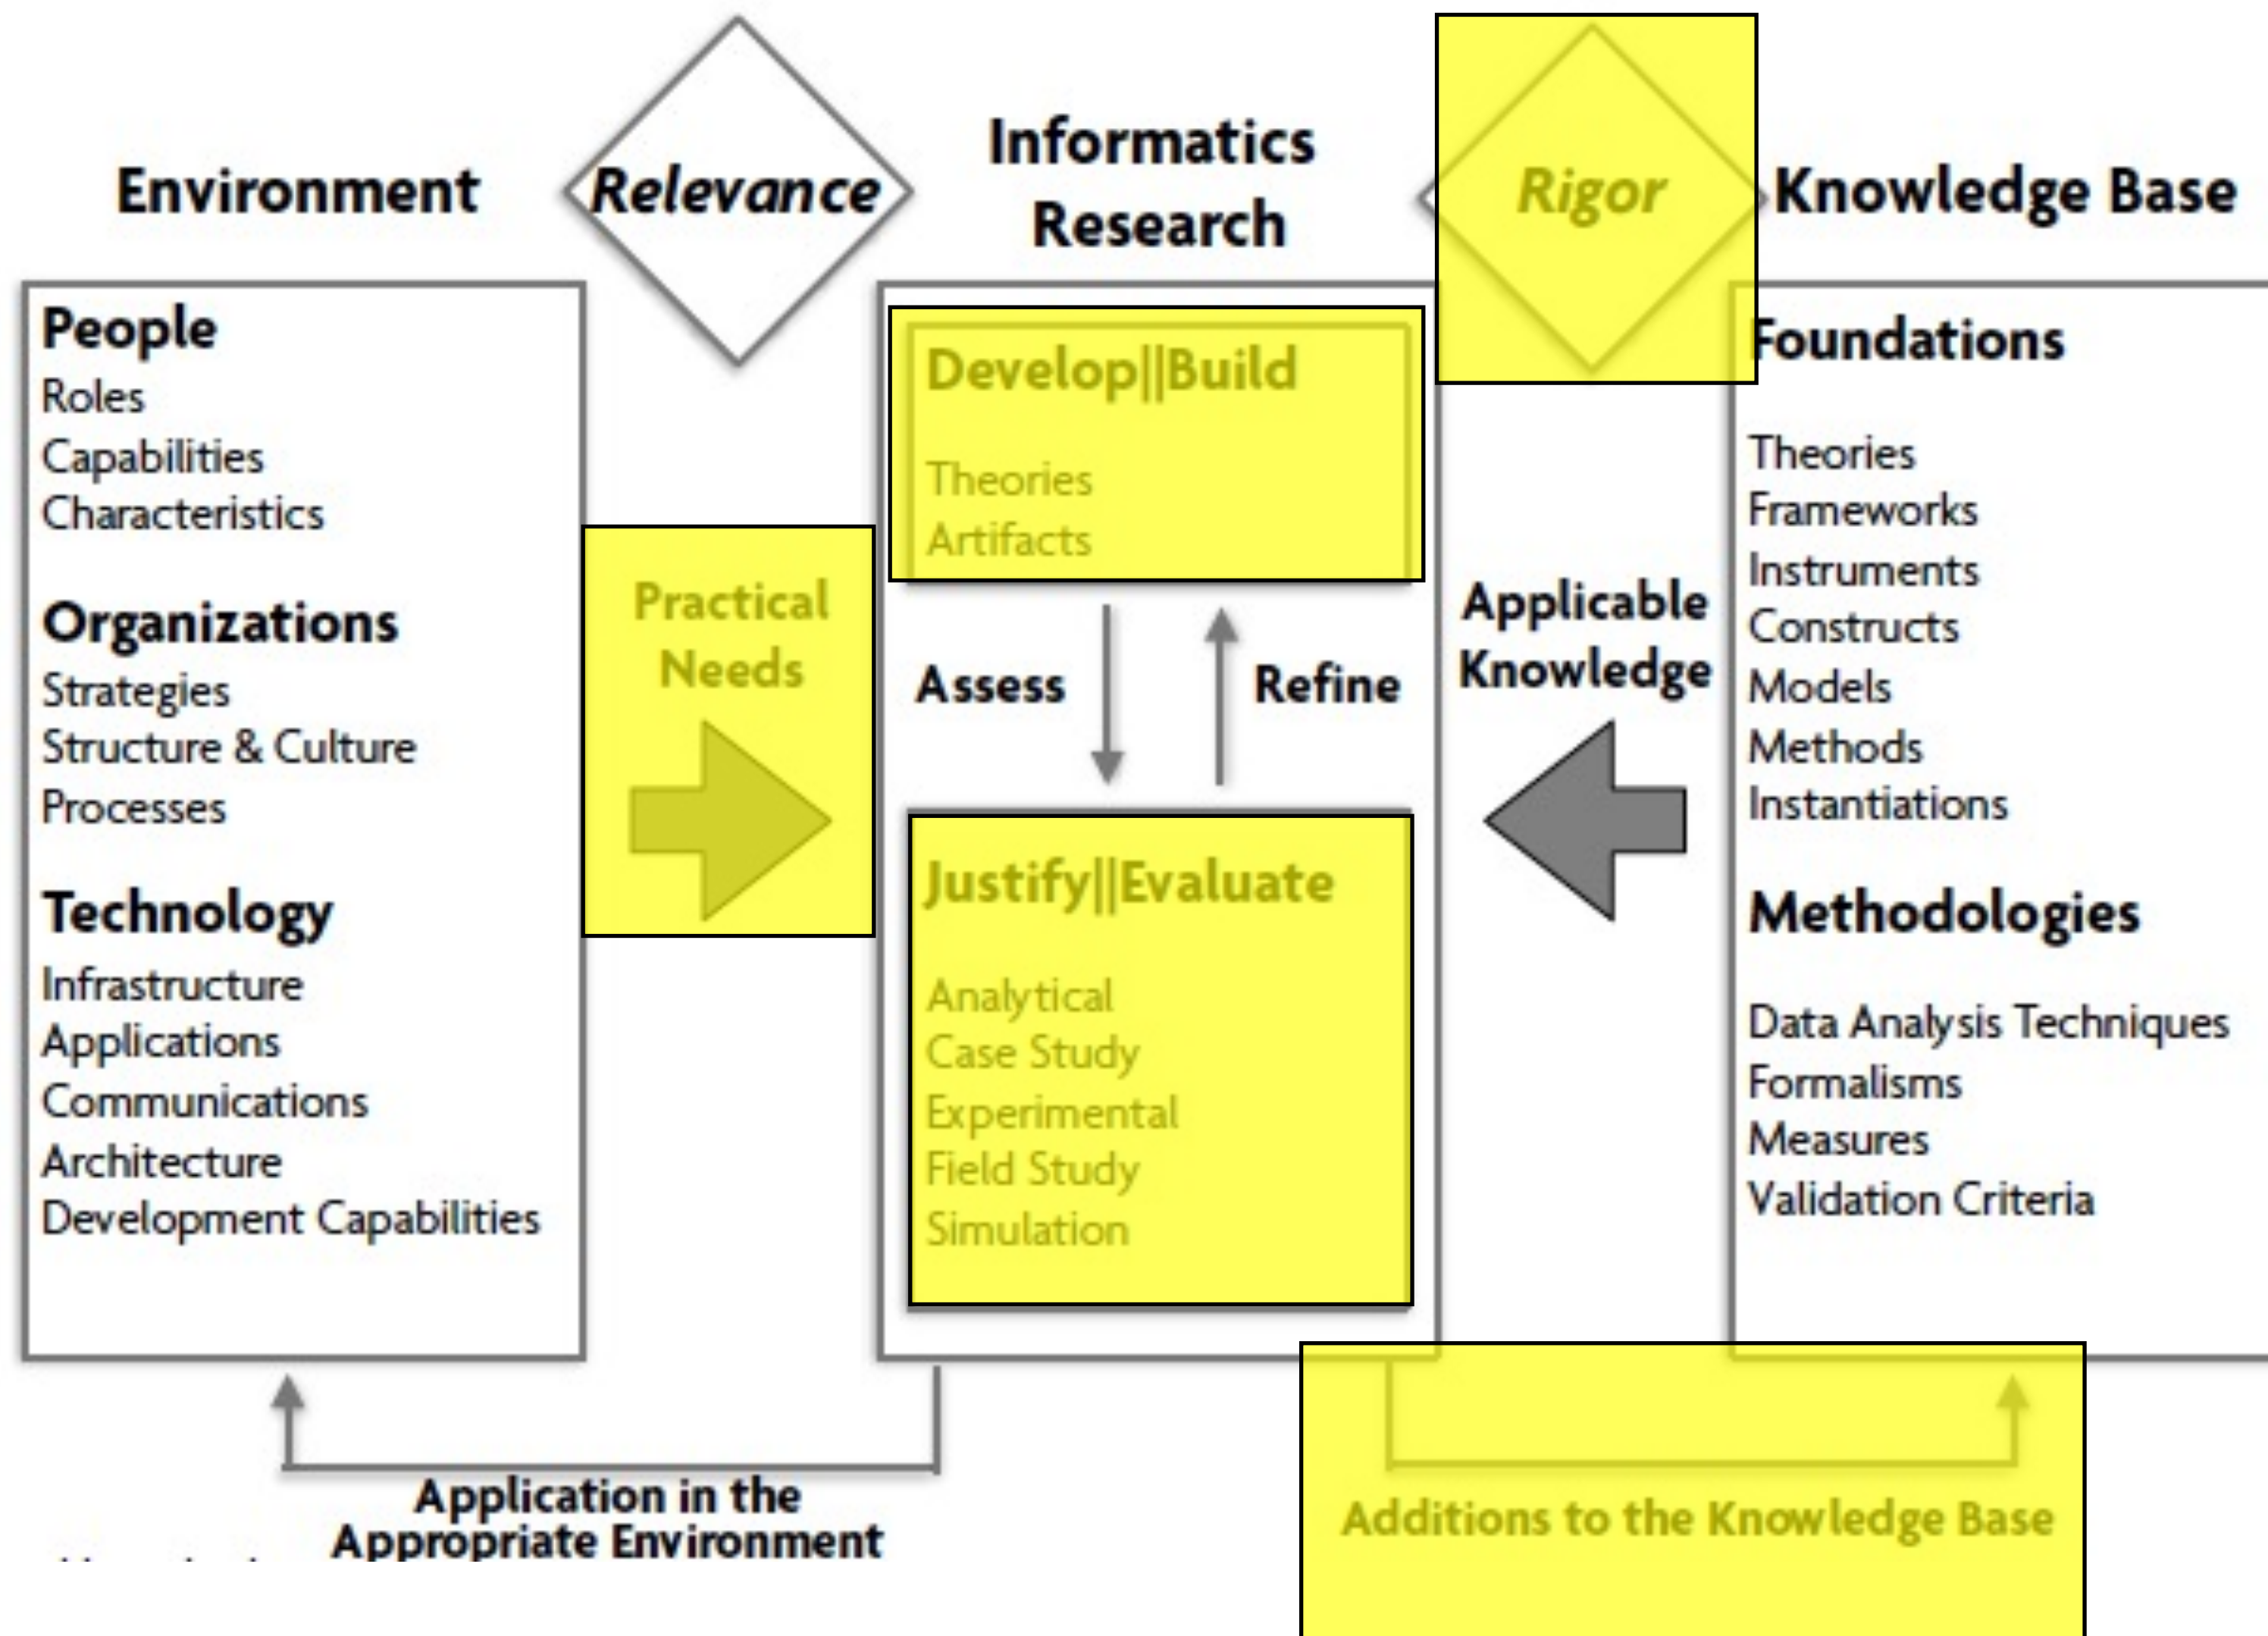 Environment
Relevance
Informatics
Research
Rigor
Knowledge Base
People
Roles
Capabilities
Characteristics
Organizations
Strategies
Structure & Culture
Processes
Technology
Infrastructure
Applications
Communications
Architecture
Development Capabilities
Practical
Needs
Develop||Build
Theories
Artifacts
Assess
Refine
Justify||Evaluate
Analytical
Case Study
Experimental
Field Study
Simulation
Applicable
Knowledge
Foundations
Theories
Frameworks
Instruments
Constructs
Models
Methods
Instantiations
Methodologies
Data Analysis Techniques
Formalisms
Measures
Validation Criteria
Application in the
Appropriate Environment
Additions to the Knowledge Base